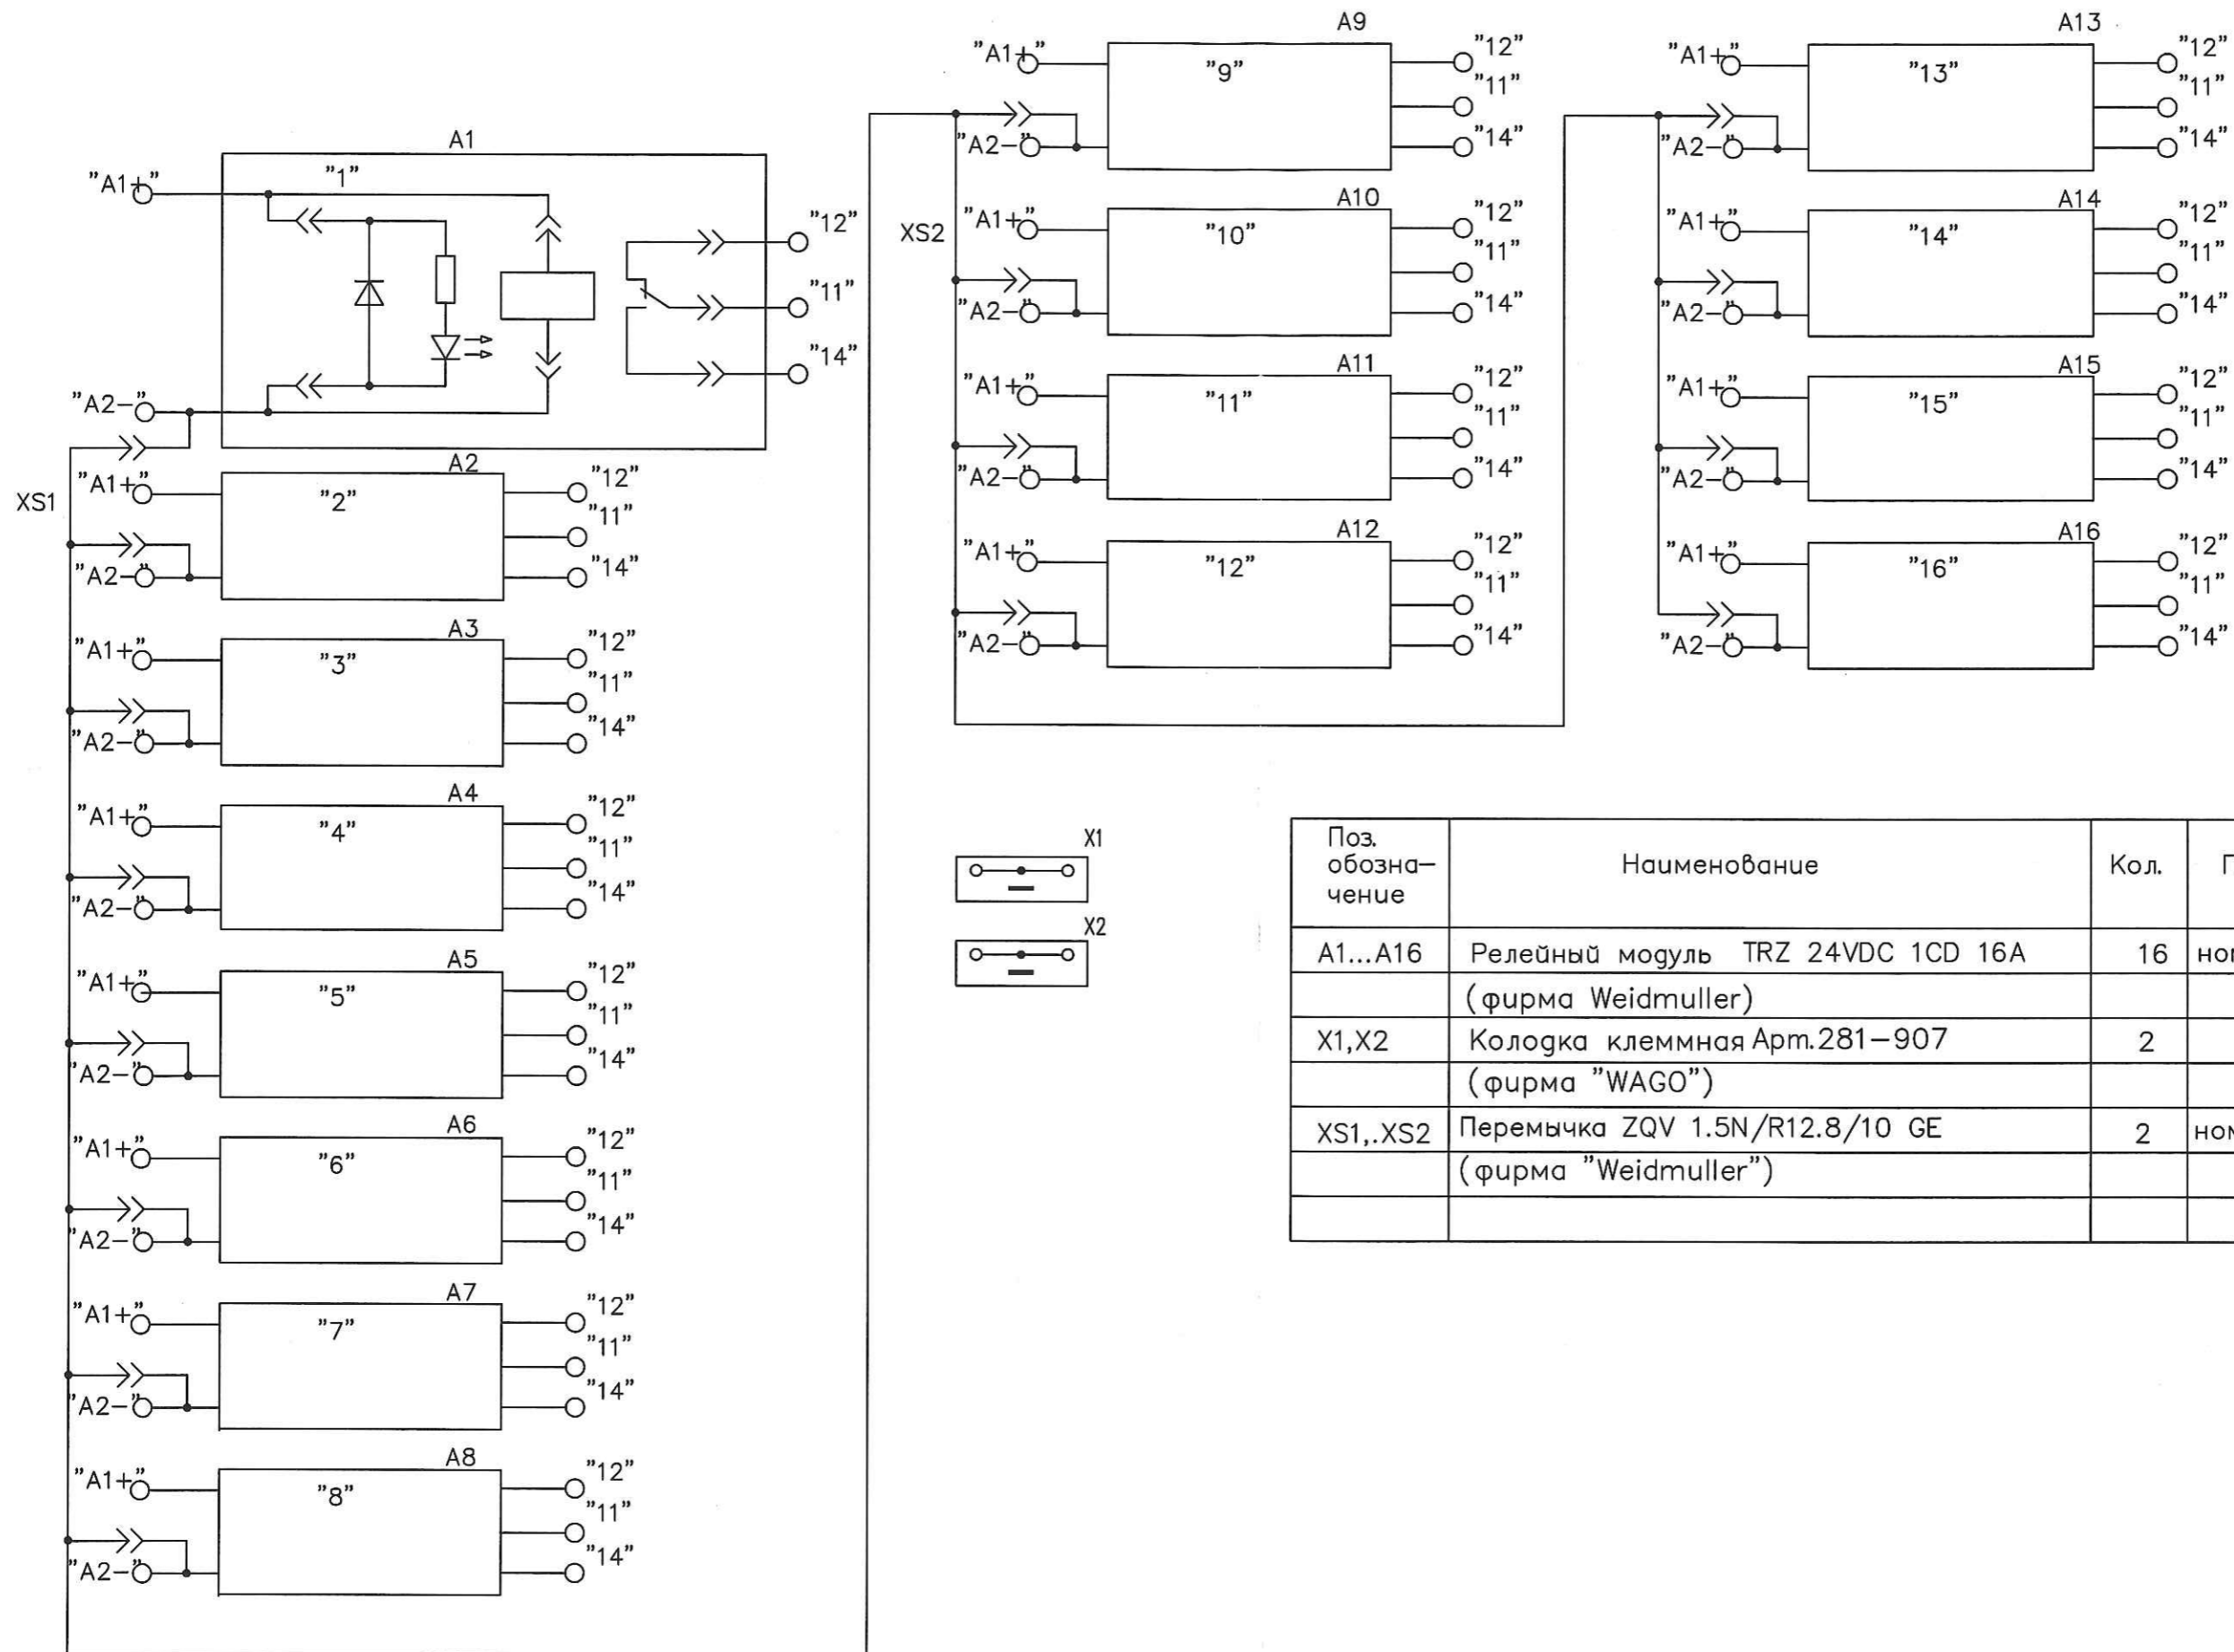 A1
"A1+"
"1"
"12"
"11"
"14"
"A2-"
XS1
A2
"A1+"
"2"
"12"
"11"
"A2-"
"14"
A3
"A1+"
"3"
"12"
"11"
"A2-"
"14"
A4
"A1+"
"4"
"12"
"11"
"A2-"
"14"
A5
"A1+"
"5"
"12"
"11"
"A2-"
"14"
A6
"A1+"
"6"
"12"
"11"
"A2-"
"14"
A7
"A1+"
"7"
"12"
"11"
"A2-"
"14"
A8
"A1+"
"8"
"12"
"11"
"A2-"
"14"
A9
"A1+"
"9"
"12"
"11"
"A2-"
"14"
XS2
A10
"A1+"
"10"
"12"
"11"
"A2-"
"14"
A11
"A1+"
"11"
"12"
"11"
"A2-"
"14"
A12
"A1+"
"12"
"12"
"11"
"A2-"
"14"
A13
"A1+"
"13"
"12"
"11"
"A2-"
"14"
A14
"A1+"
"14"
"12"
"11"
"A2-"
"14"
A15
"A1+"
"15"
"12"
"11"
"A2-"
"14"
A16
"A1+"
"16"
"12"
"11"
"A2-"
"14"
X1
X2
Поз.
обозна-
чение
Наименование
Кол.
A1...A16 Релейный модуль TRZ 24VDC 1CD 16A 16
(фирма Weidmuller)
X1,X2 Колодка клеммная Арт.281-907 2
(фирма "WAGO")
XS1,.XS2 Перемычка ZQV 1.5N/R12.8/10 GE 2
(фирма "Weidmuller")